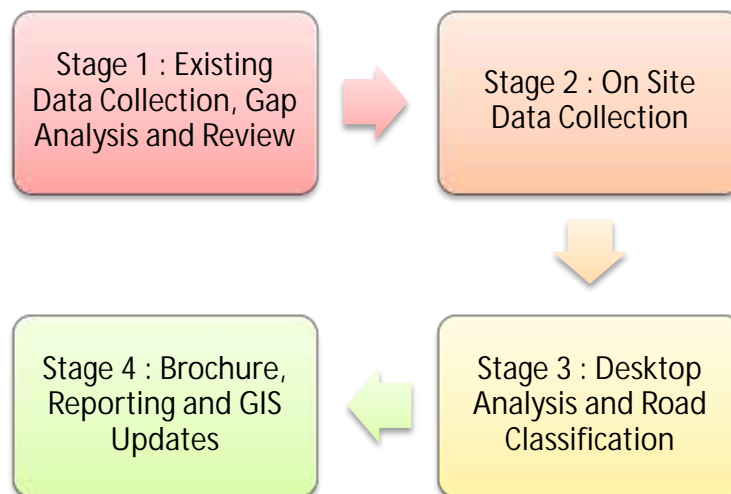 Stage 1 : Existing
Data Collection, Gap
Analysis and Review
Stage 2 : On Site
Data Collection
Stage 3 : Desktop
Analysis and Road
Classification
Stage 4 : Brochure,
Reporting and GIS
Updates